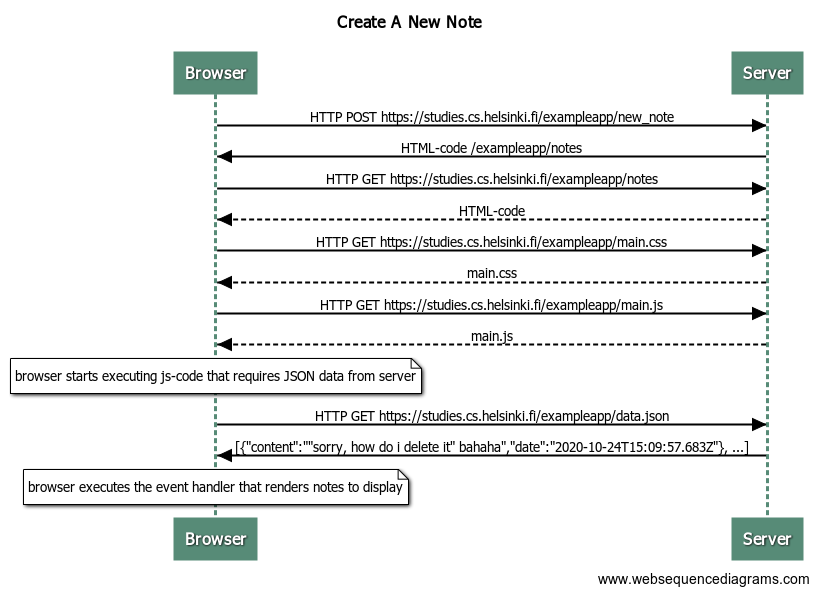 Create A New Note
Browser
Server
HTTP POST https://studies.cs.helsinki.fi/exampleapp/new_note
HTML-code /exampleapp/notes
HTTP GET https://studies.cs.helsinki.fi/exampleapp/notes
HTML-code
HTTP GET https://studies.cs.helsinki.fi/exampleapp/main.css
main.css
HTTP GET https://studies.cs.helsinki.fi/exampleapp/main.js
main.js
browser starts executing js-code that requires JSON data from server
HTTP GET https://studies.cs.helsinki.fi/exampleapp/data.json
[{"content":""sorry, how do i delete it" bahaha","date":"2020-10-24T15:09:57.683Z"}, ...]
browser executes the event handler that renders notes to display
Browser
Server
www.websequencediagrams.com